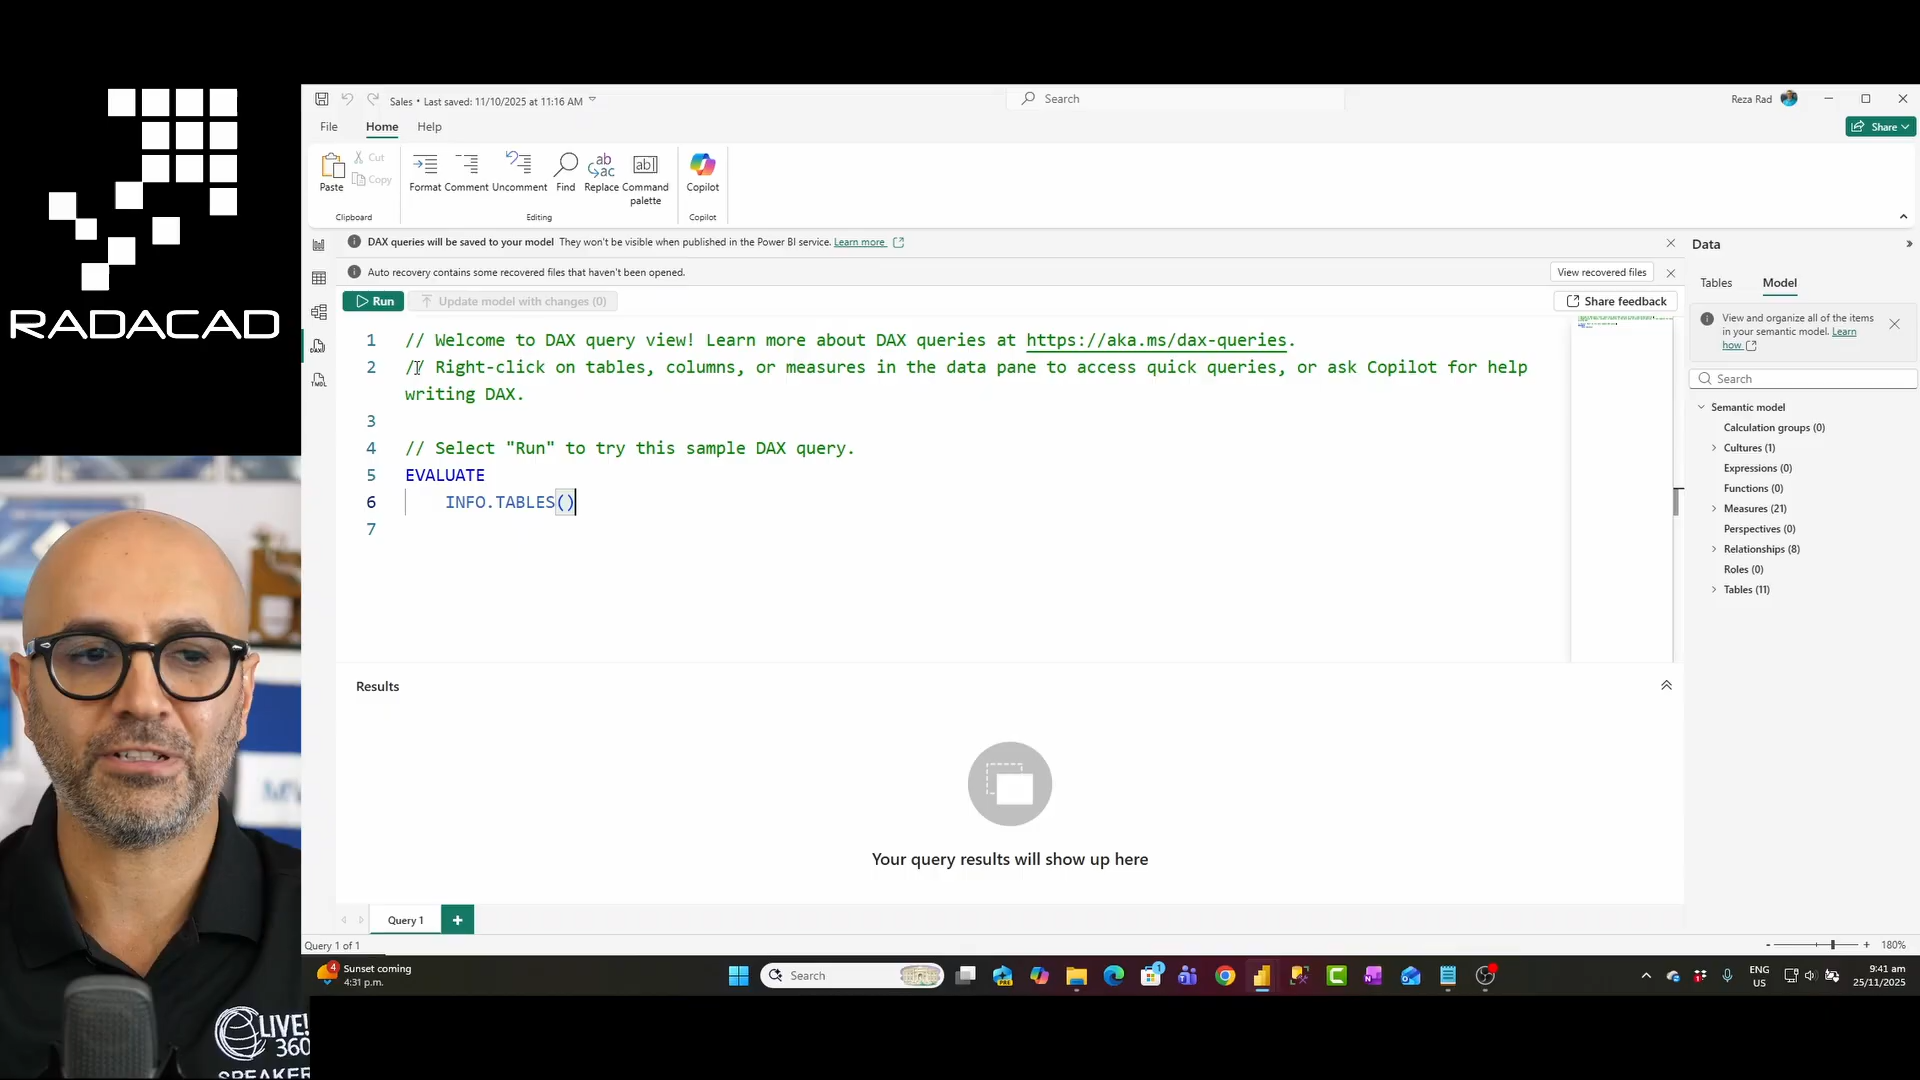 RADACAD
Sales • Last saved: 11/10/2025 at 11:16 AM
Search
Reza Rad
File
Home
Help
Share
Paste
Cut
Copy
Clipboard
Format
Comment
Uncomment
Find
Replace
Command palette
Editing
Copilot
Copilot
DAX queries will be saved to your model They won't be visible when published in the Power BI service. Learn more
Auto recovery contains some recovered files that haven't been opened.
View recovered files
Run
Update model with changes (0)
Share feedback
1 // Welcome to DAX query view! Learn more about DAX queries at https://aka.ms/dax-queries.
2 // Right-click on tables, columns, or measures in the data pane to access quick queries, or ask Copilot for help
writing DAX.
3
4 // Select "Run" to try this sample DAX query.
5 EVALUATE
6 INFO.TABLES()
7
Results
Your query results will show up here
Query 1
+
Query 1 of 1
- + 180%
Data
Tables
Model
View and organize all of the items
in your semantic model. Learn
how
Search
Semantic model
Calculation groups (0)
Cultures (1)
Expressions (0)
Functions (0)
Measures (21)
Perspectives (0)
Relationships (8)
Roles (0)
Tables (11)
4
Sunset coming
4:31 p.m.
Search
PRE
1
ENG
US
9:41 am
25/11/2025
LIVE!
360
SPEAKER